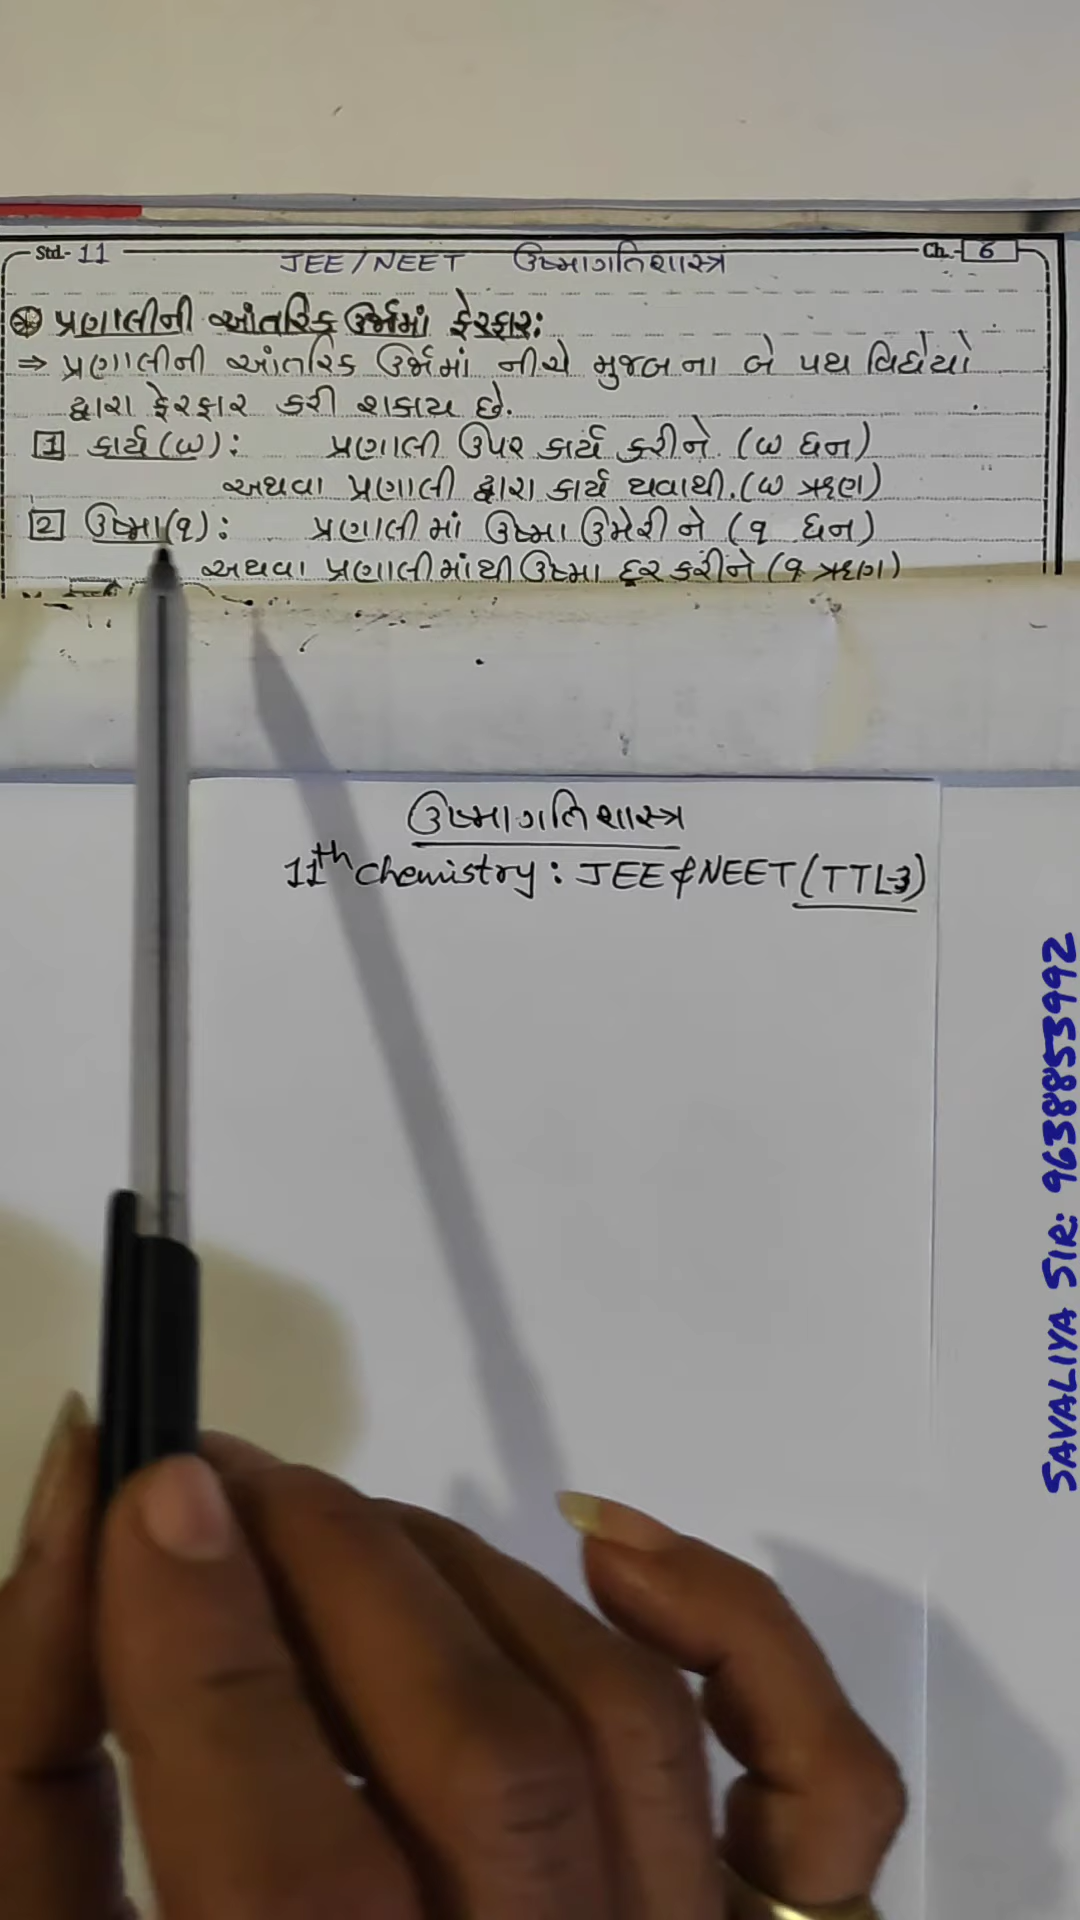 Std.- 11 JEE/NEET ઉષ્માગતિશાસ્ત્ર Ch. - 6
પ્રણાલીની આંતરિક ઉર્જામાં ફેરફાર:
⇒ પ્રણાલીની આંતરિક ઉર્જામાં નીચે મુજબના બે પથ વિધેયો
દ્વારા ફેરફાર કરી શકાય છે.
1 કાર્ય (w): પ્રણાલી ઉપર કાર્ય કરીને (w ધન)
અથવા પ્રણાલી દ્વારા કાર્ય થવાથી. (w ઋણ)
2 ઉષ્મા (q): પ્રણાલીમાં ઉષ્મા ઉમેરીને (q ધન)
અથવા પ્રણાલીમાંથી ઉષ્મા દૂર કરીને (q ઋણ)
ઉષ્માગતિશાસ્ત્ર
11th chemistry: JEE & NEET (TTL-3)
SAVALIYA SIR: 9638853992